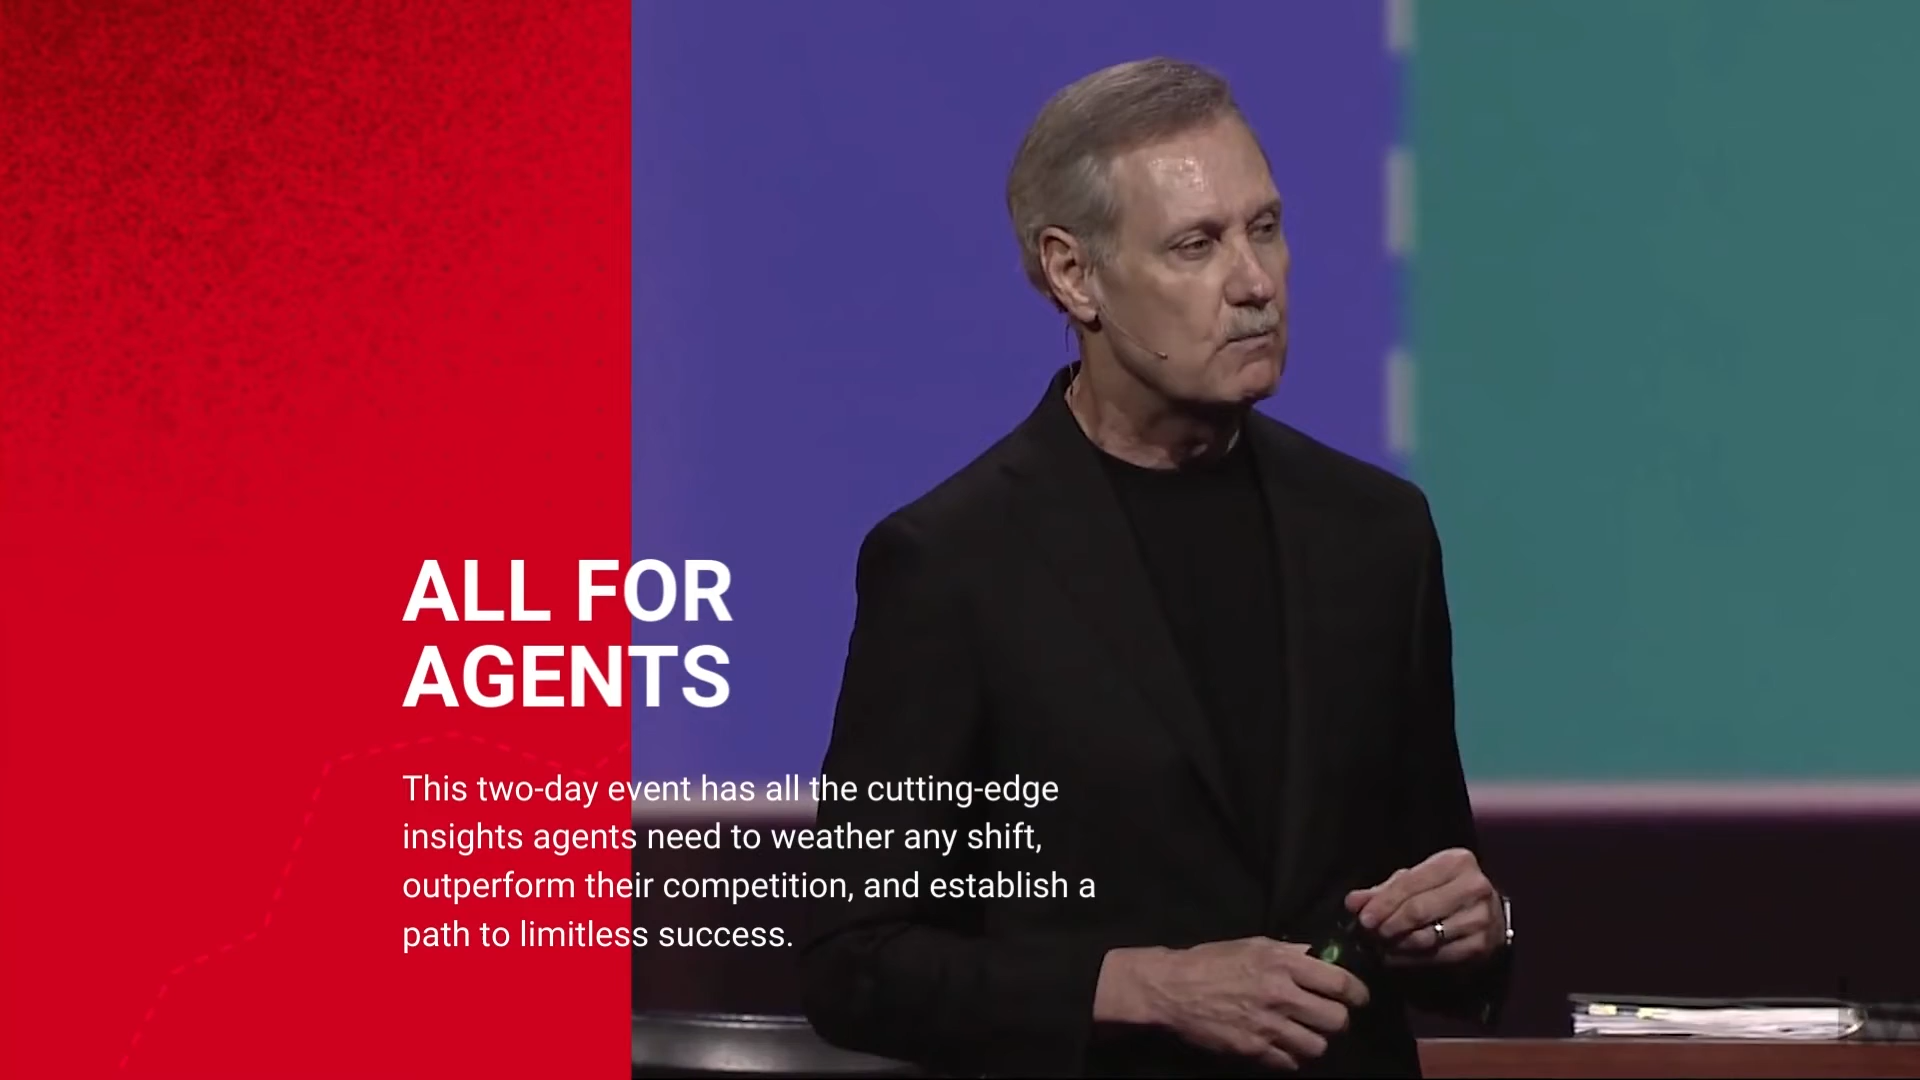 ALL FOR
AGENTS
This two-day event has all the cutting-edge
insights agents need to weather any shift,
outperform their competition, and establish a
path to limitless success.